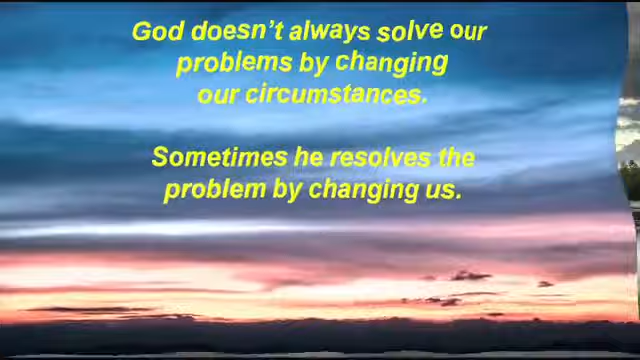 God doesn't always solve our
problems by changing
our circumstances.
Sometimes he resolves the
problem by changing us.